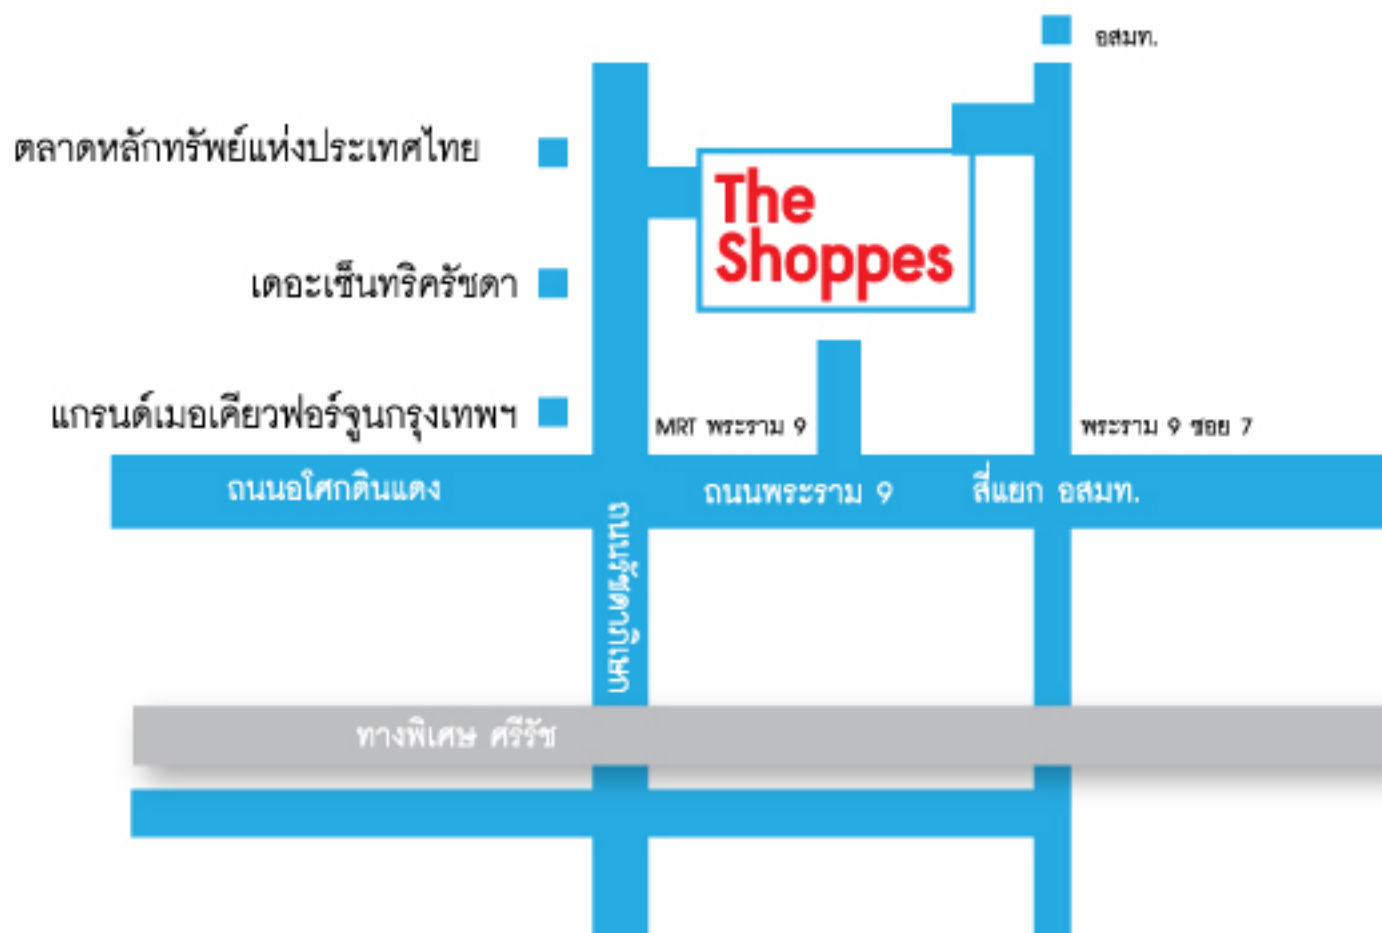 อสมท.
ตลาดหลักทรัพย์แห่งประเทศไทย
The
Shoppes
เดอะเซ็นทริครัชดา
แกรนด์เมอเคียวฟอร์จูนกรุงเทพฯ
MRT พระราม 9
พระราม 9 ซอย 7
ถนนอโศกดินแดง
ถนนพระราม 9
สี่แยก อสมท.
ถนนรัชดาภิเษก
ทางพิเศษ ศรีรัช